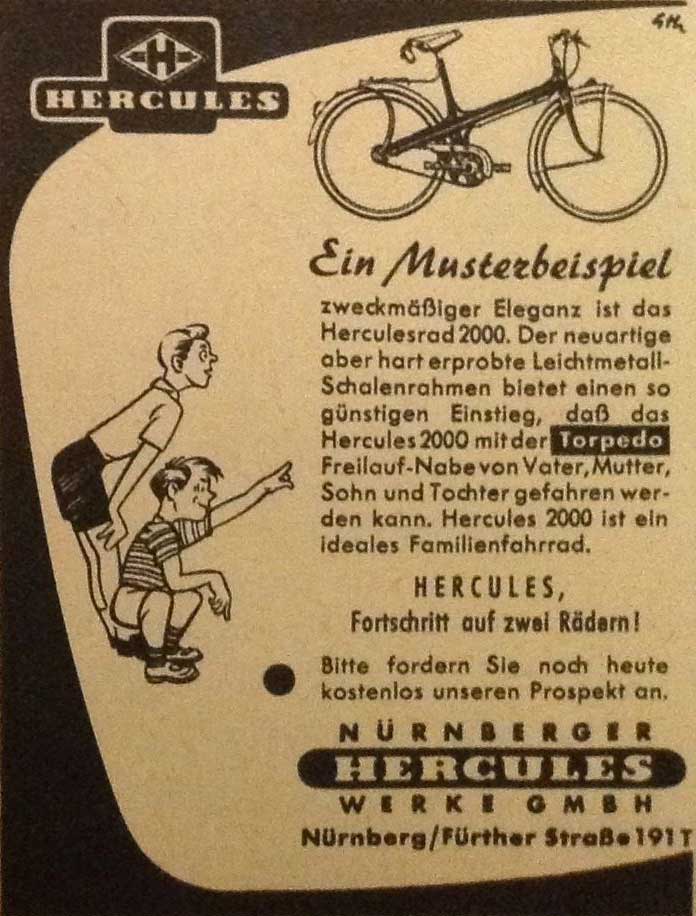 H
HERCULES
Ein Musterbeispiel
zweckmäßiger Eleganz ist das
Herculesrad 2000. Der neuartige
aber hart erprobte Leichtmetall-
Schalenrahmen bietet einen so
günstigen Einstieg, daß das
Hercules 2000 mit der Torpedo
Freilauf-Nabe von Vater, Mutter,
Sohn und Tochter gefahren wer-
den kann. Hercules 2000 ist ein
ideales Familienfahrrad.
HERCULES,
Fortschritt auf zwei Rädern!
Bitte fordern Sie noch heute
kostenlos unseren Prospekt an.
NÜRNBERGER
HERCULES
WERKE GMBH
Nürnberg/Fürther Straße 191 T